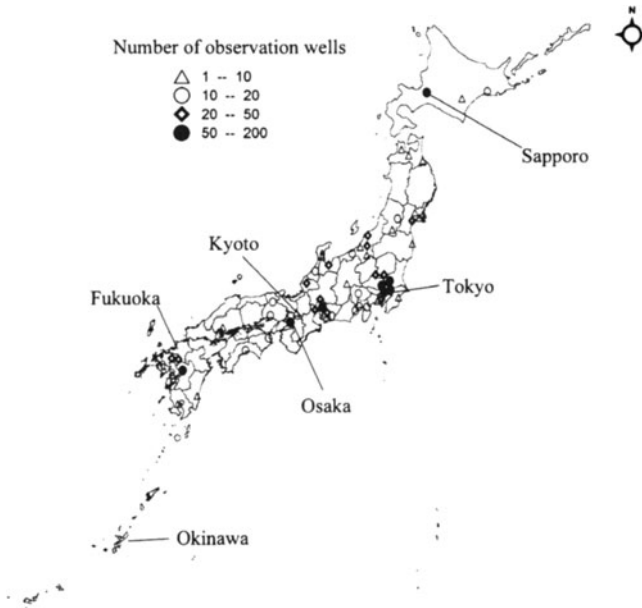 N
Number of observation wells
1 -- 10
10 -- 20
20 -- 50
50 -- 200
Sapporo
Kyoto
Tokyo
Fukuoka
Osaka
Okinawa